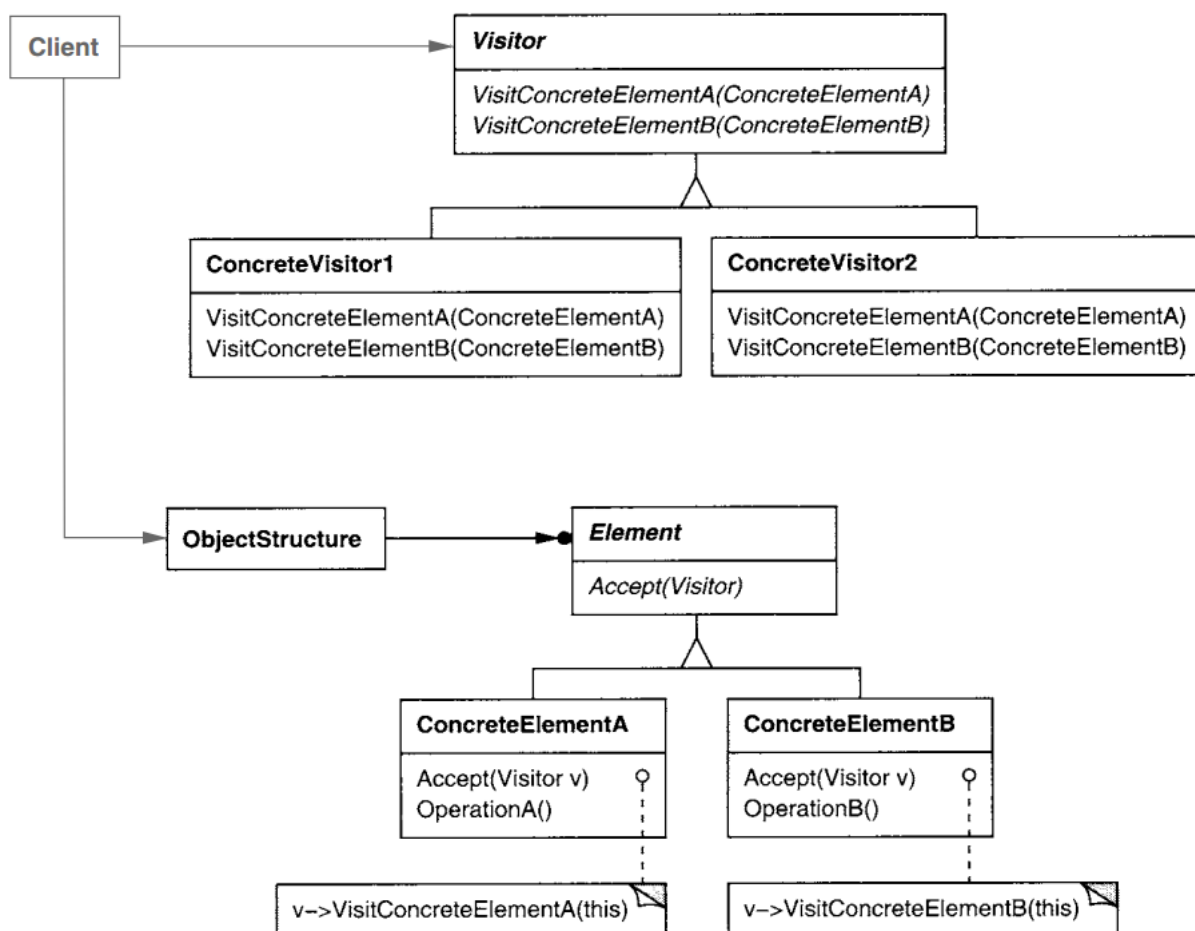 Client
Visitor
VisitConcreteElementA(ConcreteElementA)
VisitConcreteElementB(ConcreteElementB)
ConcreteVisitor1
VisitConcreteElementA(ConcreteElementA)
VisitConcreteElementB(ConcreteElementB)
ConcreteVisitor2
VisitConcreteElementA(ConcreteElementA)
VisitConcreteElementB(ConcreteElementB)
ObjectStructure
Element
Accept(Visitor)
ConcreteElementA
Accept(Visitor v)
OperationA()
ConcreteElementB
Accept(Visitor v)
OperationB()
v–>VisitConcreteElementA(this)
v–>VisitConcreteElementB(this)